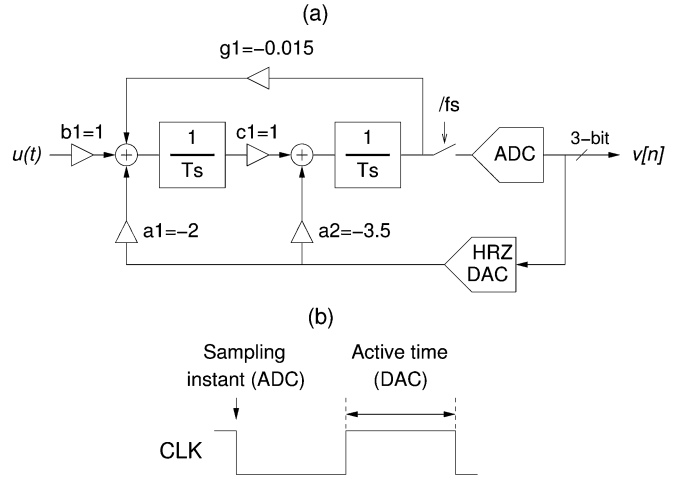 (a)
g1=−0.015
/fs
b1=1
1
Ts
c1=1
1
Ts
ADC
3−bit
u(t)
v[n]
a1=−2
a2=−3.5
HRZ
DAC
(b)
Sampling
instant (ADC)
Active time
(DAC)
CLK